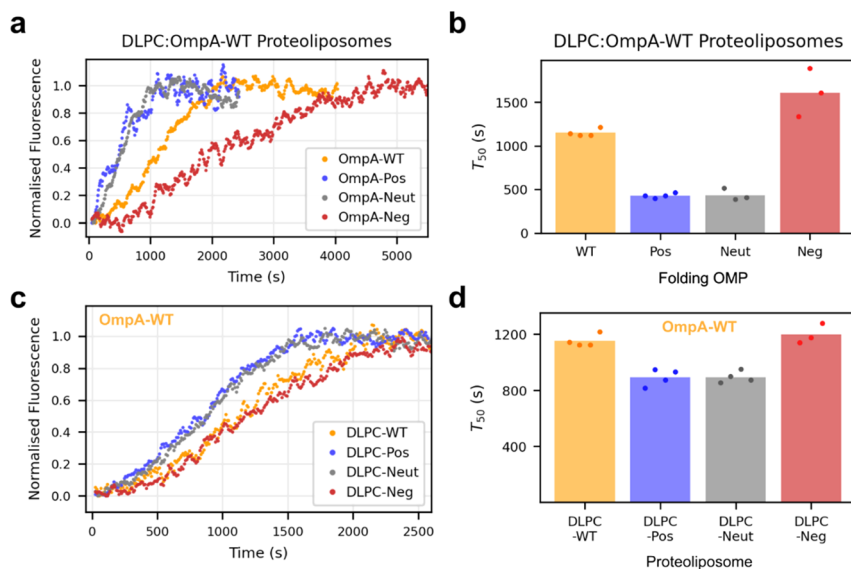 a
DLPC:OmpA-WT Proteoliposomes
Normalised Fluorescence
1.0
0.8
0.6
0.4
0.2
0.0
OmpA-WT
OmpA-Pos
OmpA-Neut
OmpA-Neg
0 1000 2000 3000 4000 5000
Time (s)
b
DLPC:OmpA-WT Proteoliposomes
T50 (s)
1500
1000
500
0
WT Pos Neut Neg
Folding OMP
c
OmpA-WT
Normalised Fluorescence
1.0
0.8
0.6
0.4
0.2
0.0
DLPC-WT
DLPC-Pos
DLPC-Neut
DLPC-Neg
0 500 1000 1500 2000 2500
Time (s)
d
OmpA-WT
T50 (s)
1200
800
400
DLPC DLPC DLPC DLPC
-WT -Pos -Neut -Neg
Proteoliposome